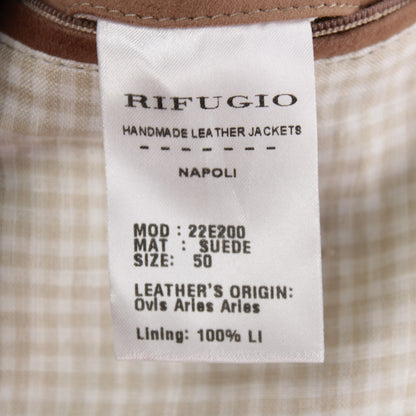 RIFUGIO
HANDMADE LEATHER JACKETS
- - - - - - -
NAPOLI
MOD : 22E200
MAT : SUEDE
SIZE: 50
LEATHER'S ORIGIN:
Ovis Aries Aries
Lining: 100% LI